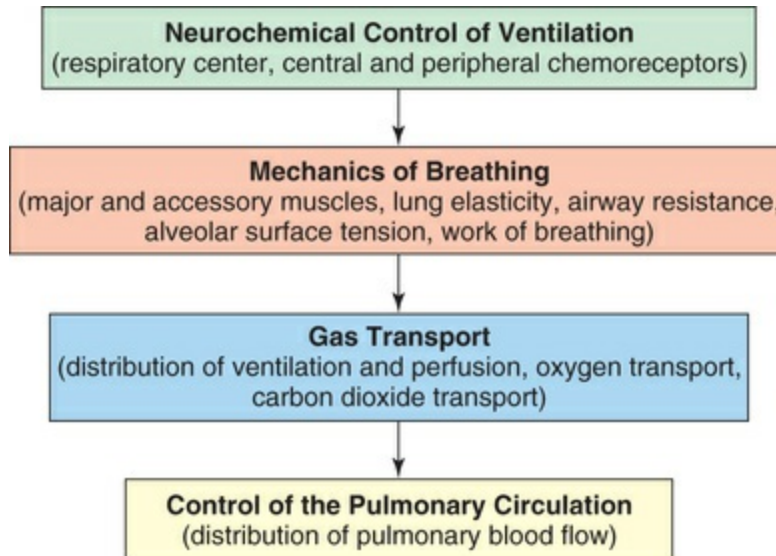 Neurochemical Control of Ventilation
(respiratory center, central and peripheral chemoreceptors)
Mechanics of Breathing
(major and accessory muscles, lung elasticity, airway resistance,
alveolar surface tension, work of breathing)
Gas Transport
(distribution of ventilation and perfusion, oxygen transport,
carbon dioxide transport)
Control of the Pulmonary Circulation
(distribution of pulmonary blood flow)